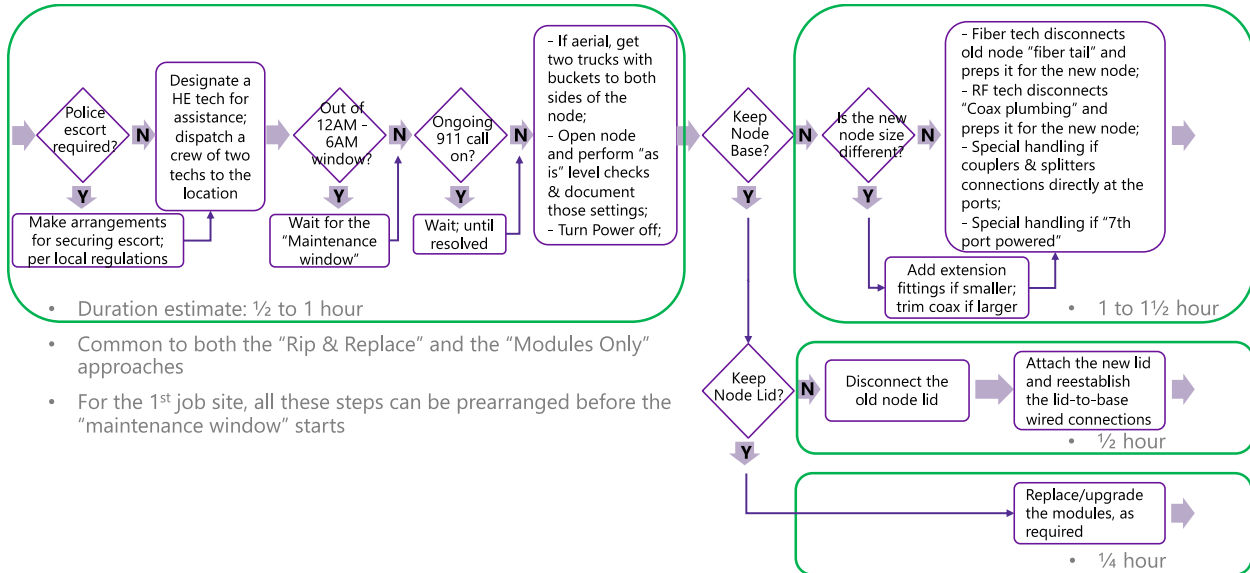 Police
escort
required?
N
Y
Make arrangements
for securing escort;
per local regulations
Designate a
HE tech for
assistance;
dispatch a
crew of two
techs to the
location
Out of
12AM -
6AM
window?
N
Y
Wait for the
“Maintenance
window”
Ongoing
911 call
on?
N
Y
Wait; until
resolved
- If aerial, get
two trucks with
buckets to both
sides of the
node;
- Open node
and perform “as
is” level checks
& document
those settings;
- Turn Power off;
• Duration estimate: ½ to 1 hour
• Common to both the “Rip & Replace” and the “Modules Only”
approaches
• For the 1st job site, all these steps can be prearranged before the
“maintenance window” starts
Keep
Node
Base?
N
Y
Is the new
node size
different?
N
Y
Add extension
fittings if smaller;
trim coax if larger
- Fiber tech disconnects
old node “fiber tail” and
preps it for the new node;
- RF tech disconnects
“Coax plumbing” and
preps it for the new node;
- Special handling if
couplers & splitters
connections directly at the
ports;
- Special handling if “7th
port powered”
• 1 to 1½ hour
Keep
Node Lid?
N
Y
Disconnect the
old node lid
Attach the new lid
and reestablish
the lid-to-base
wired connections
• ½ hour
Replace/upgrade
the modules, as
required
• ¼ hour